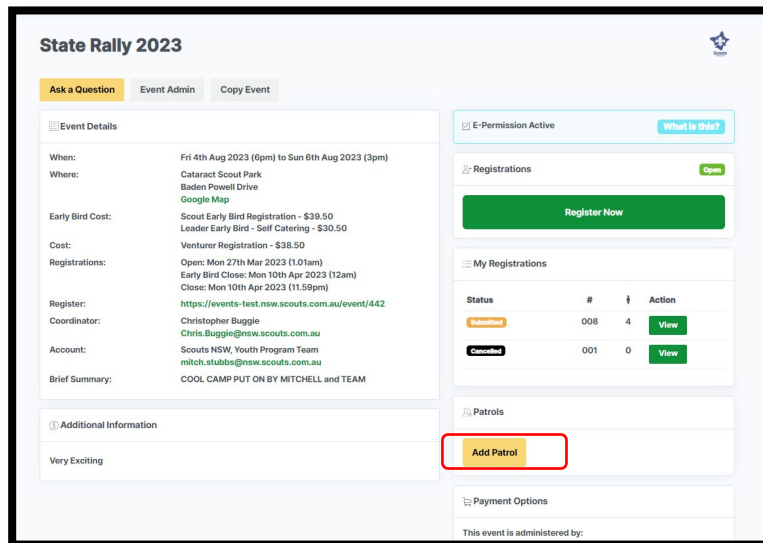 State Rally 2023
Scouts
Ask a Question Event Admin Copy Event
Event Details
When: Fri 4th Aug 2023 (6pm) to Sun 6th Aug 2023 (3pm)
Where: Cataract Scout Park
Baden Powell Drive
Google Map
Early Bird Cost: Scout Early Bird Registration - $39.50
Leader Early Bird - Self Catering - $30.50
Cost: Venturer Registration - $38.50
Registrations: Open: Mon 27th Mar 2023 (1.01am)
Early Bird Close: Mon 10th Apr 2023 (12am)
Close: Mon 10th Apr 2023 (11.59pm)
Register: https://events-test.nsw.scouts.com.au/event/442
Coordinator: Christopher Buggie
Chris.Buggie@nsw.scouts.com.au
Account: Scouts NSW, Youth Program Team
mitch.stubbs@nsw.scouts.com.au
Brief Summary: COOL CAMP PUT ON BY MITCHELL and TEAM
Additional Information
Very Exciting
E-Permission Active What is this?
Registrations Open
Register Now
My Registrations
Status # Action
Submitted 008 4 View
Cancelled 001 0 View
Patrols
Add Patrol
Payment Options
This event is administered by: